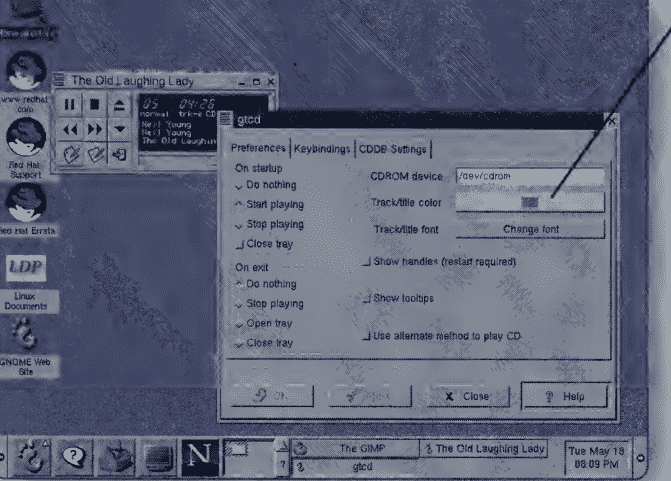 The Old Laughing Lady
www.redhat.com
05 04:26
normal trk-e CD
Neil Young
Neil Young
The Old Laughin
gtcd
Preferences
Keybindings
CDDB Settings
On startup
Do nothing
Start playing
Stop playing
Close tray
On exit
Do nothing
Stop playing
Open tray
Close tray
CDROM device
/dev/cdrom
Track/title color
Track/title font
Change font
Show handles (restart required)
Show tooltips
Use alternate method to play CD
OK
Close
Help
Red Hat
Support
Red Hat Errata
LDP
Linux
Documents
GNOME Web
Site
N
The GIMP
The Old Laughing Lady
gtcd
?
Tue May 18
08:09 PM